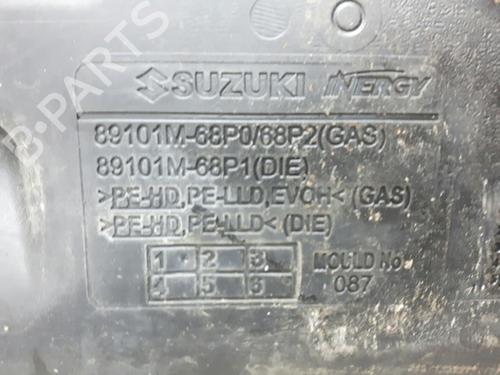 B-PARTS
SUZUKI INERGY
89101M-68P0/68P2(GAS)
89101M-68P1(DIE)
>PE-HD,PE-LLD,EVOH<(GAS)
>PE-HD,PE-LLD<(DIE)
1 2 3
4 5 6
MOULD No
087